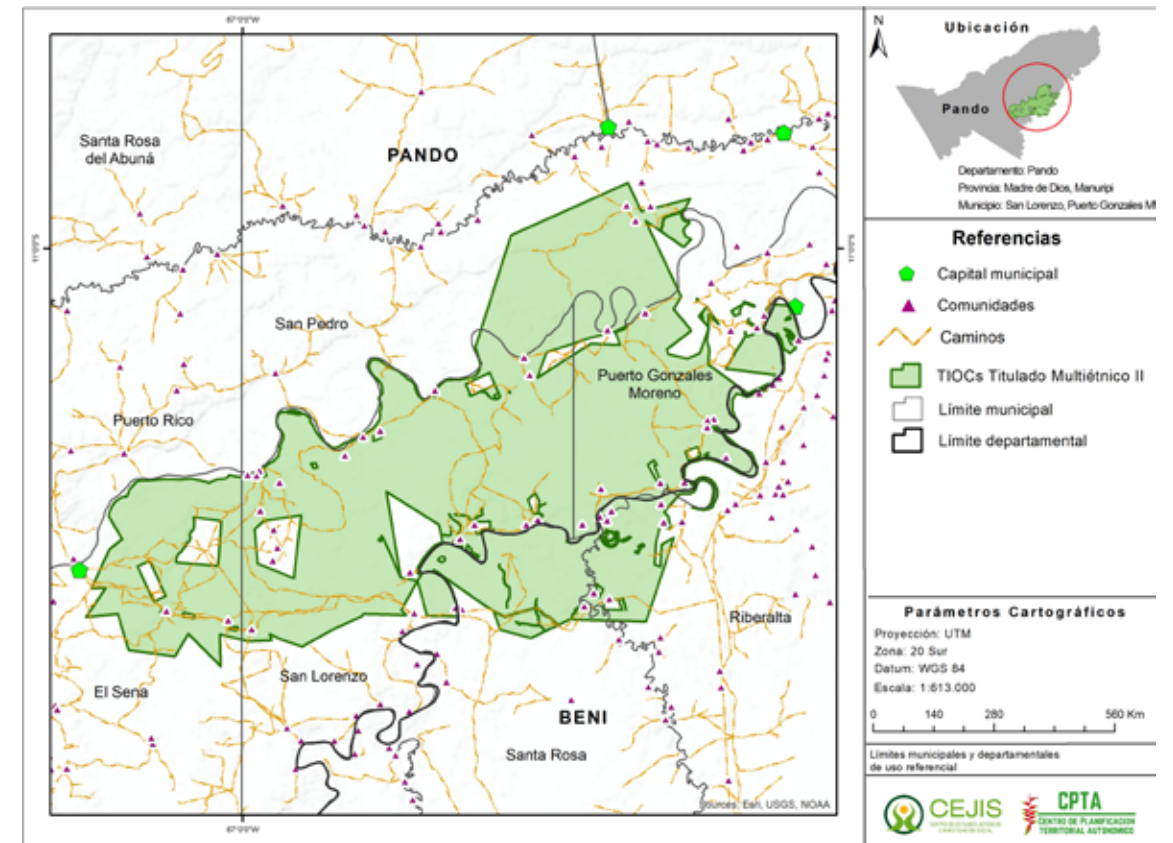 67°0'0"W
Santa Rosa
del Abuná
PANDO
11°0'0"S
11°0'0"S
San Pedro
Puerto Gonzales
Moreno
Puerto Rico
Riberalta
San Lorenzo
El Sena
BENI
Santa Rosa
Sources: Esri, USGS, NOAA
67°0'0"W
N
Ubicación
Pando
Departamento: Pando
Provincia: Madre de Dios, Manuripi
Municipio: San Lorenzo, Puerto Gonzales
Referencias
Capital municipal
Comunidades
Caminos
TIOCs Titulado Multiétnico II
Límite municipal
Límite departamental
Parámetros Cartográficos
Proyección: UTM
Zona: 20 Sur
Datum: WGS 84
Escala: 1:613.000
0 140 280 560 Km
Límites municipales y departamentales
de uso referencial
CEJIS
CPTA
CENTRO DE PLANIFICACIÓN
TERRITORIAL AUTONÓMICO